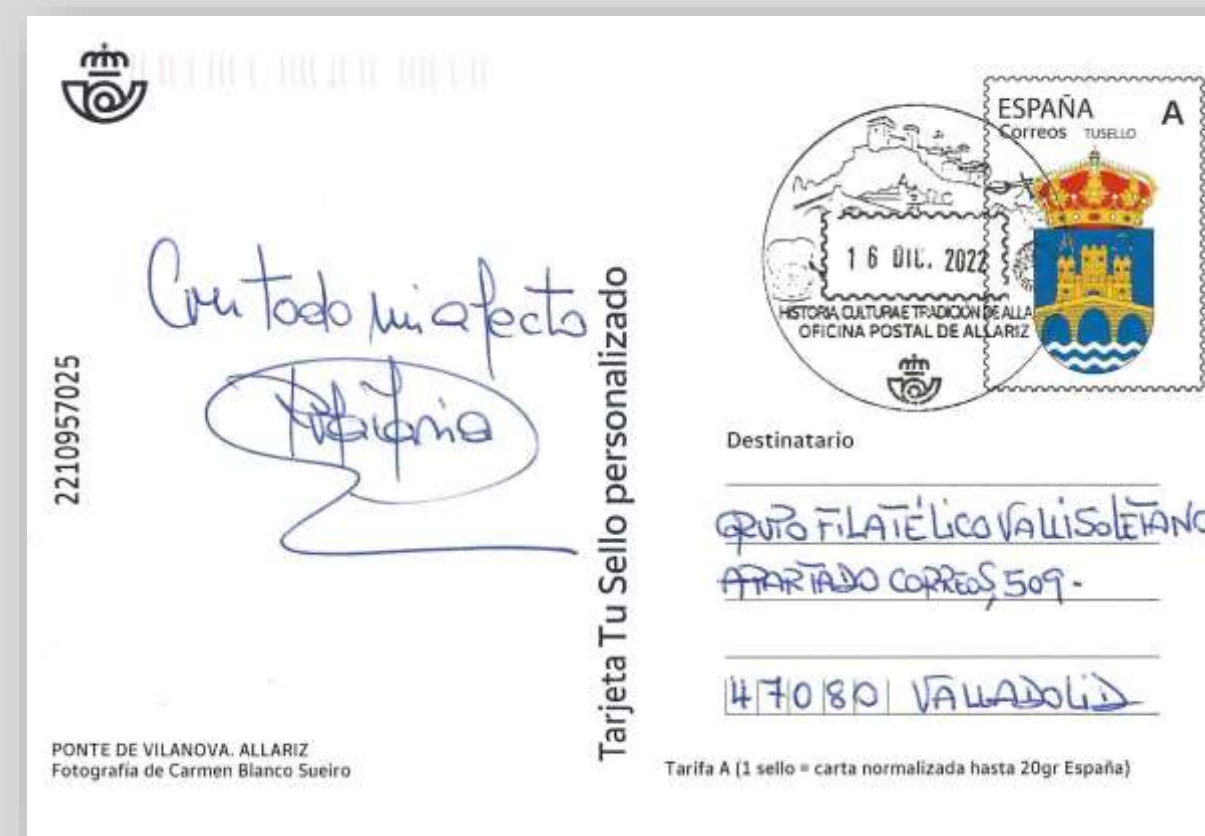 ESPAÑA A
Correos TUSELLO
16 DIC. 2022
HISTORIA, CULTURA E TRADICIÓN DE ALLA
OFICINA POSTAL DE ALLARIZ
Con todo mi afecto
2210957025
Tarjeta Tu Sello personalizado
Destinatario
GRUPO FILATÉLICO VALLISOLETANO
APARTADO CORREOS, 509.
47080 VALLADOLID
PONTE DE VILANOVA. ALLARIZ
Fotografía de Carmen Blanco Sueiro
Tarifa A (1 sello = carta normalizada hasta 20gr España)